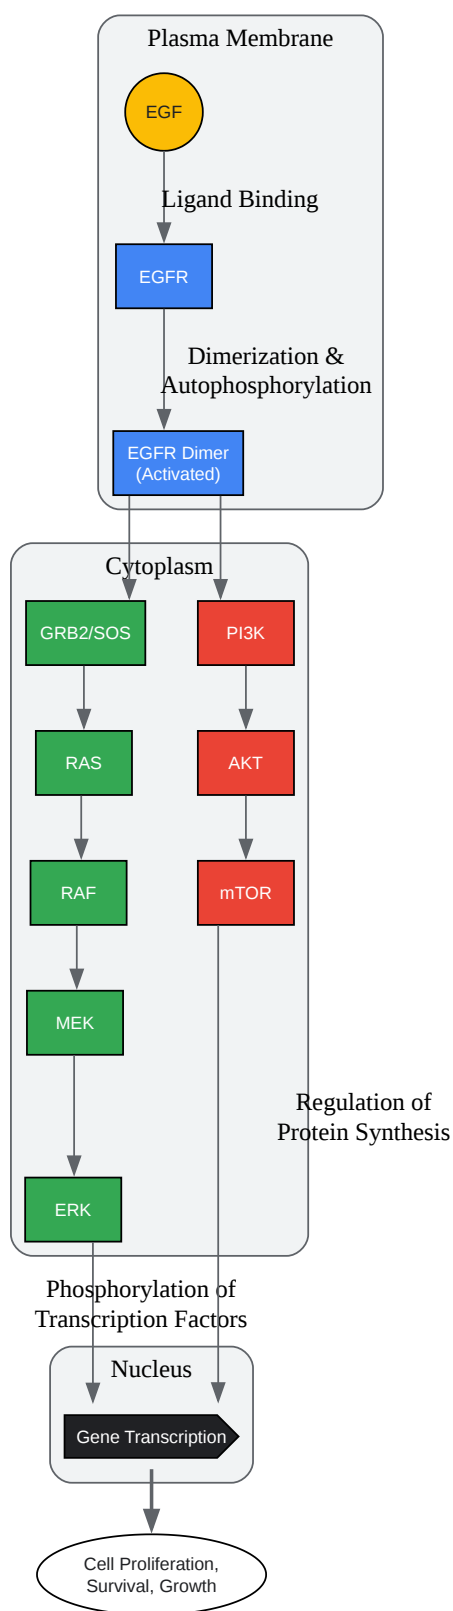 Plasma Membrane
EGF
Ligand Binding
EGFR
Dimerization &
Autophosphorylation
EGFR Dimer
(Activated)
Cytoplasm
GRB2/SOS
PI3K
RAS
AKT
RAF
mTOR
MEK
Regulation of
Protein Synthesis
ERK
Phosphorylation of
Transcription Factors
Nucleus
Gene Transcription
Cell Proliferation,
Survival, Growth